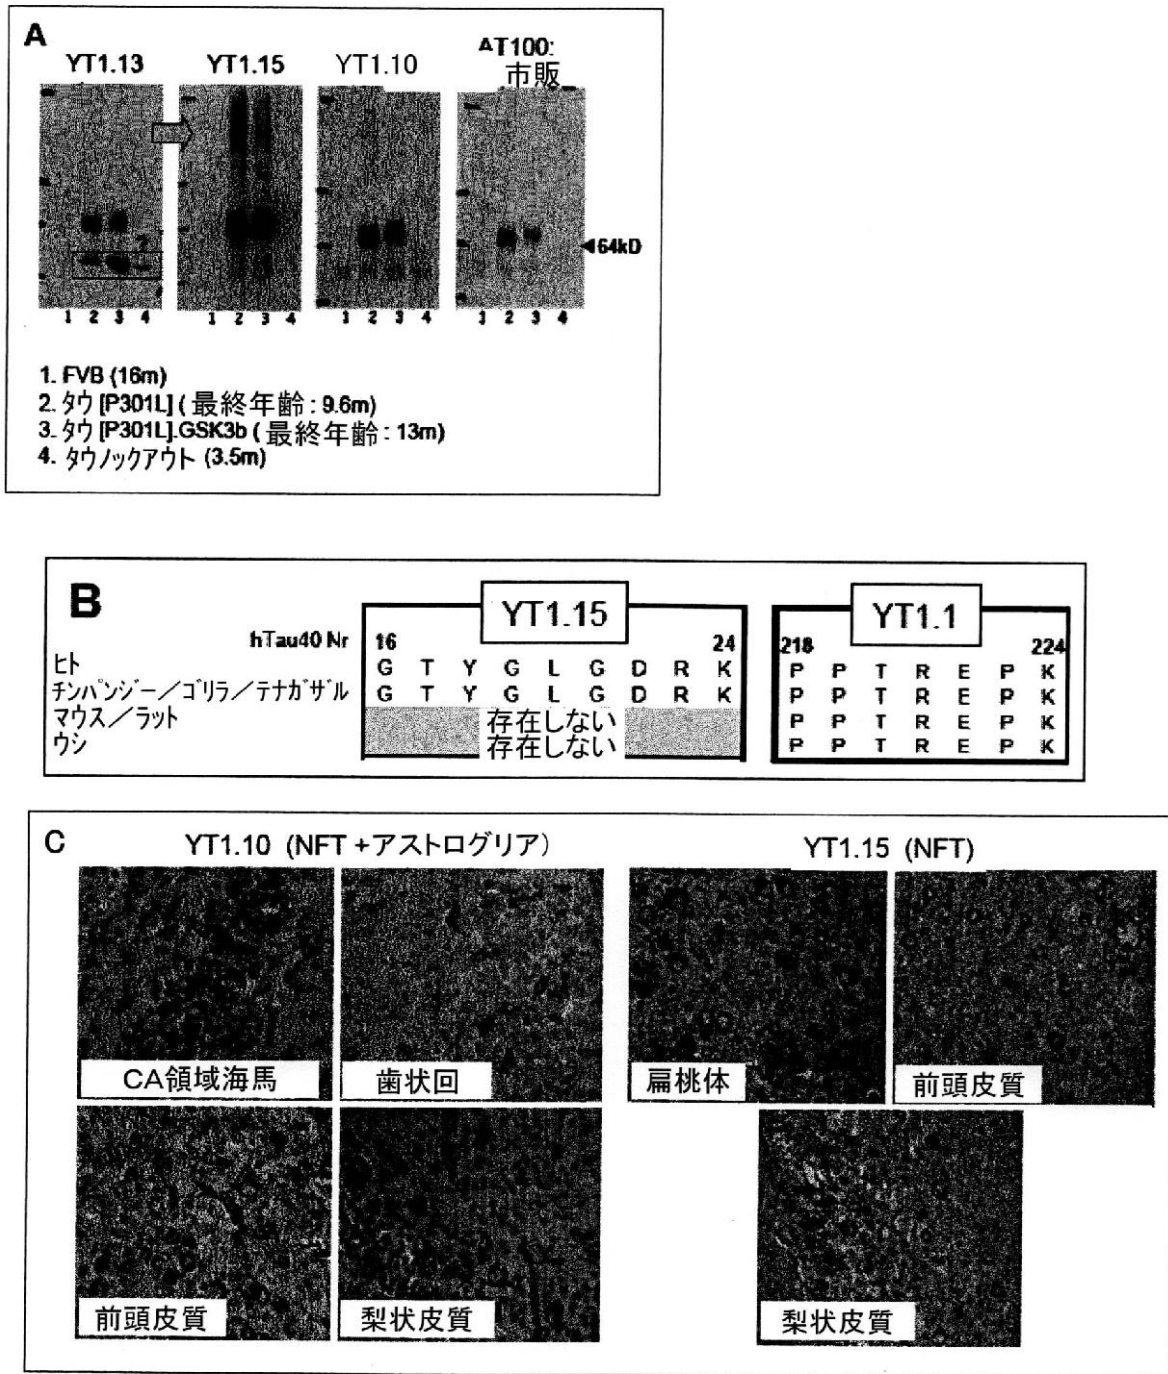 A
YT1.13 YT1.15 YT1.10 AT100:
市販
?
64kD
1 2 3 4 1 2 3 4 1 2 3 4 1 2 3 4
1. FVB (16m)
2. タウ [P301L] (最終年齢: 9.6m)
3. タウ [P301L].GSK3b (最終年齢: 13m)
4. タウノックアウト (3.5m)
B
YT1.15 YT1.1
hTau40 Nr 16 24 218 224
ヒト G T Y G L G D R K P P T R E P K
チンパンジー/ゴリラ/テナガザル G T Y G L G D R K P P T R E P K
マウス/ラット 存在しない P P T R E P K
ウシ 存在しない P P T R E P K
C
YT1.10 (NFT +アストログリア) YT1.15 (NFT)
CA領域海馬 歯状回 扁桃体 前頭皮質
前頭皮質 梨状皮質 梨状皮質